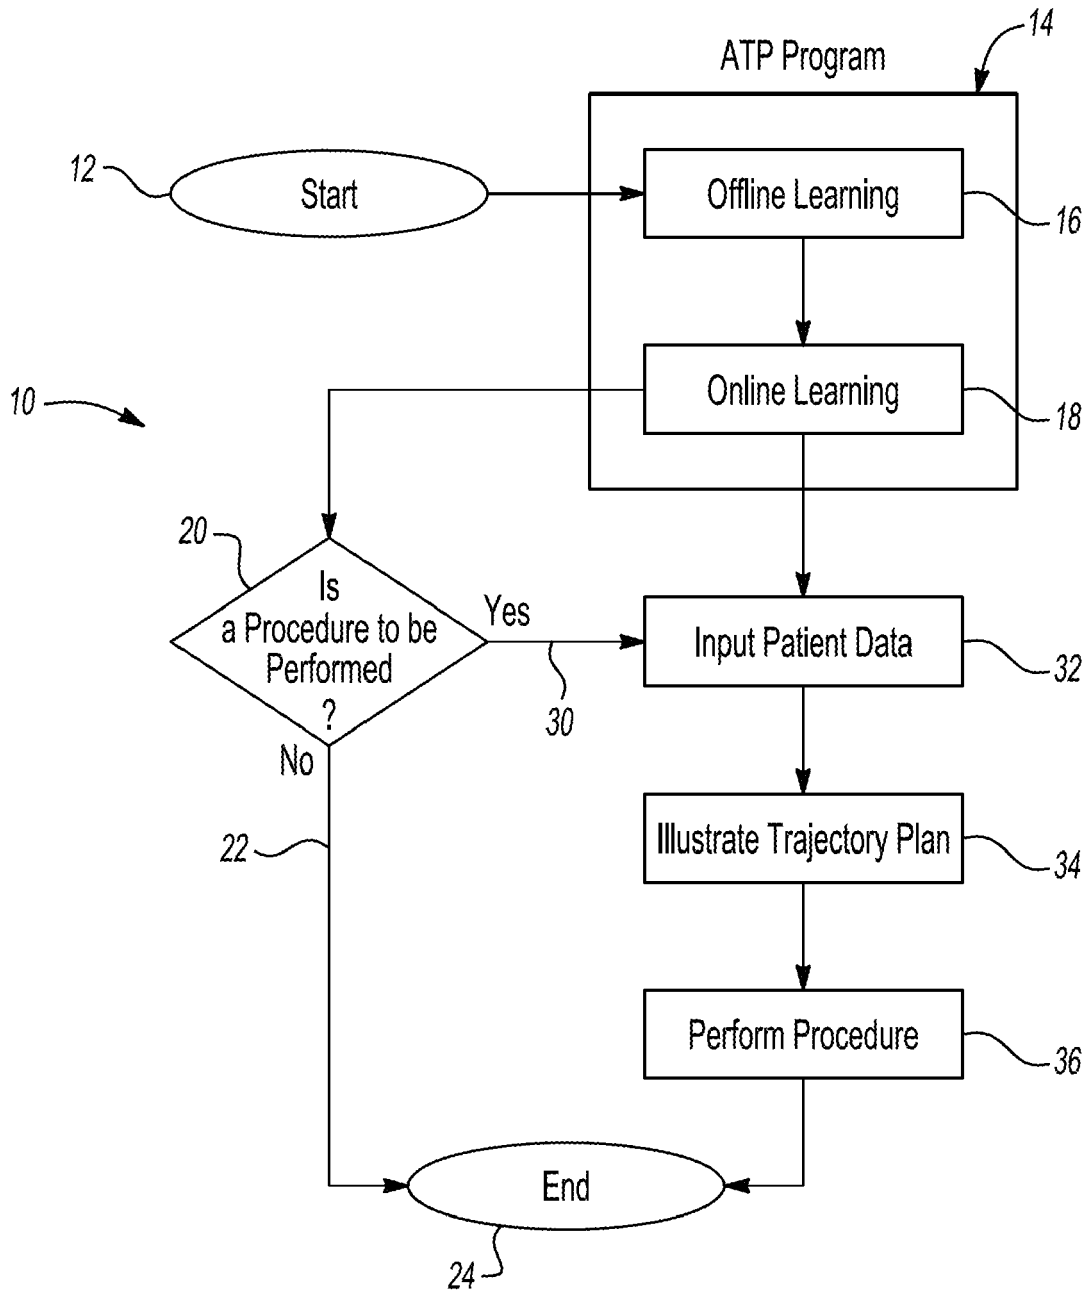 14
ATP Program
12
Start
Offline Learning
16
10
Online Learning
18
20
Is
a Procedure to be
Performed
?
Yes
30
Input Patient Data
32
No
22
Illustrate Trajectory Plan
34
Perform Procedure
36
End
24